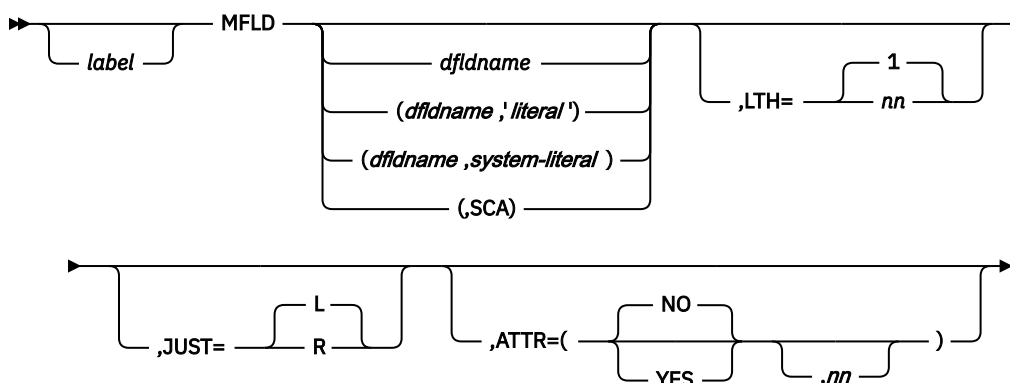 MFLD
label
dfldname
(dfldname ,' literal ')
(dfldname ,system-literal )
(,SCA)
,LTH=
1
nn
,JUST=
L
R
,ATTR=(
NO
YES
,nn
)